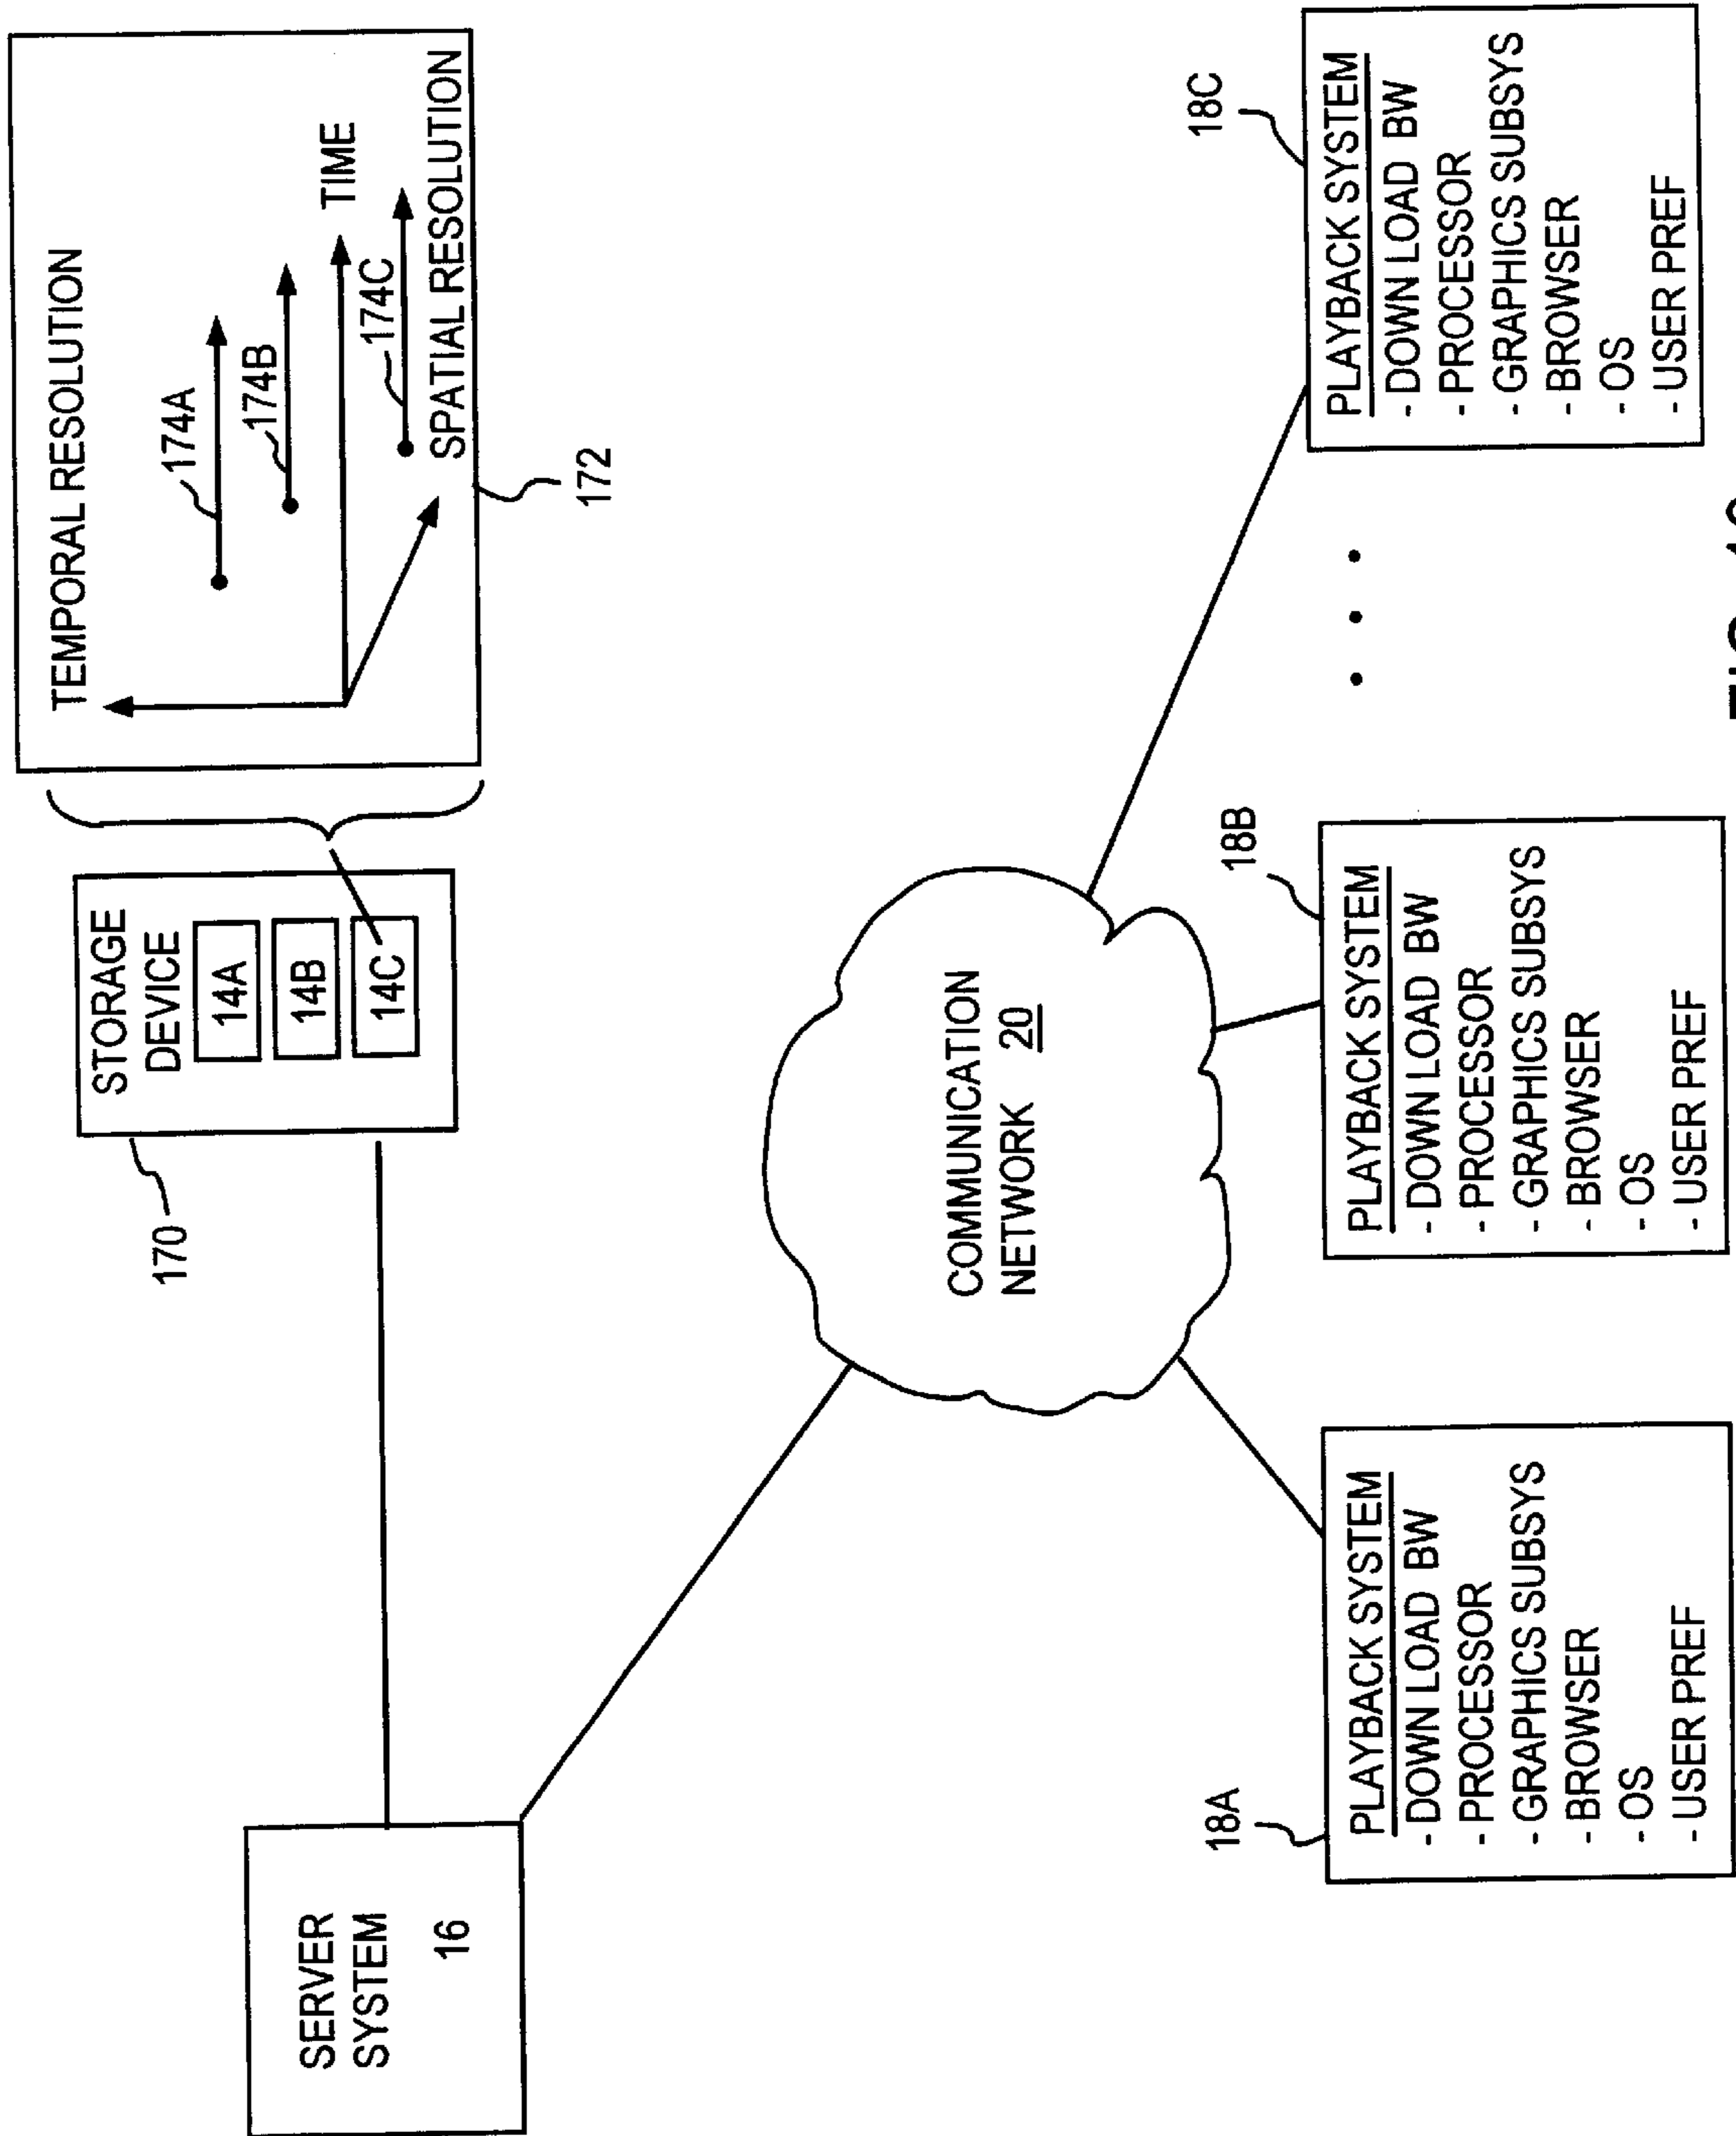 SERVER
SYSTEM
16
170
STORAGE
DEVICE
14A
14B
14C
TEMPORAL RESOLUTION
174A
174B
TIME
174C
SPATIAL RESOLUTION
172
COMMUNICATION
NETWORK 20
18A
PLAYBACK SYSTEM
- DOWN LOAD BW
- PROCESSOR
- GRAPHICS SUBSYS
- BROWSER
- OS
- USER PREF
18B
PLAYBACK SYSTEM
- DOWN LOAD BW
- PROCESSOR
- GRAPHICS SUBSYS
- BROWSER
- OS
- USER PREF
18C
PLAYBACK SYSTEM
- DOWN LOAD BW
- PROCESSOR
- GRAPHICS SUBSYS
- BROWSER
- OS
- USER PREF